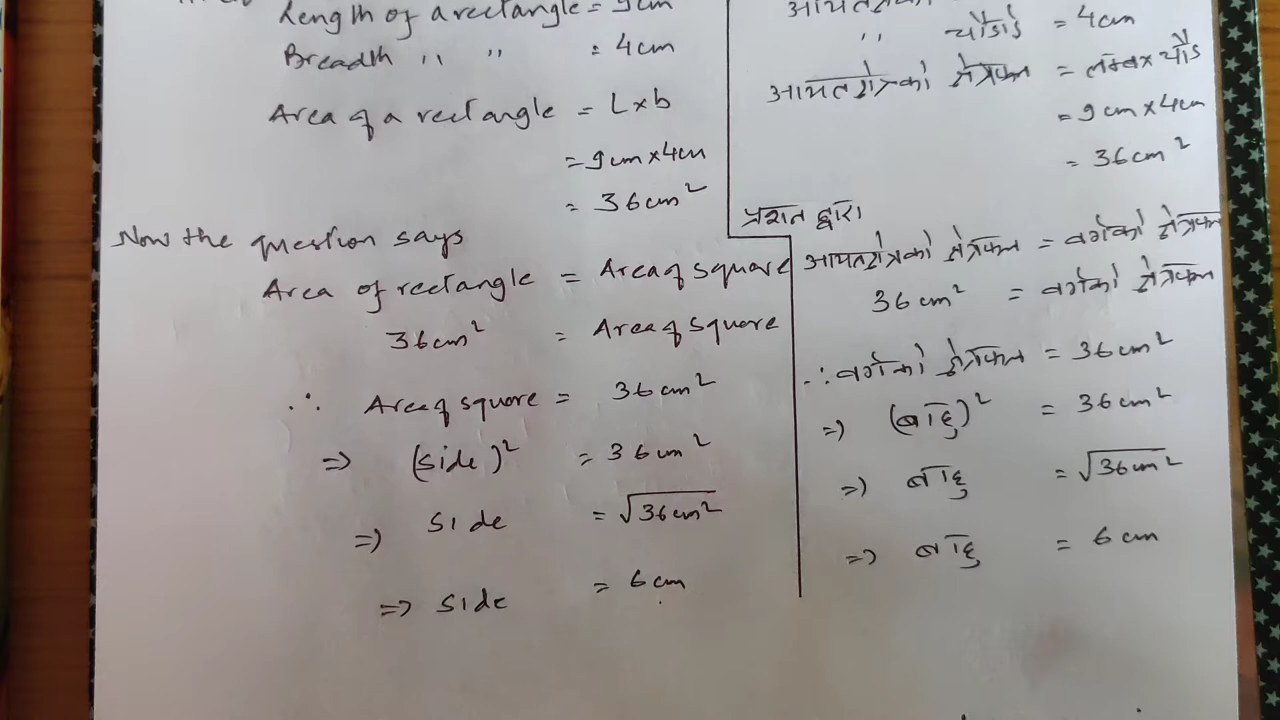 Length of a rectangle = 9cm
Breadth ,, ,, = 4cm
Area of a rectangle = L×b
= 9cm×4cm
= 36cm²
Now the question says
Area of rectangle = Area of square
36cm² = Area of square
∴ Area of square = 36cm²
⇒ (side)² = 36cm²
⇒ side = √36cm²
⇒ side = 6cm
,, चौडाई = 4cm
आयतक्षेत्रको क्षेत्रफल = लम्ब×चौड
= 9cm×4cm
= 36cm²
प्रश्न द्वारा
आयतक्षेत्रको क्षेत्रफल = वर्गको क्षेत्रफल
36cm² = वर्गको क्षेत्रफल
∴ वर्गको क्षेत्रफल = 36cm²
⇒ (बाहु)² = 36cm²
⇒ बाहु = √36cm²
⇒ बाहु = 6cm